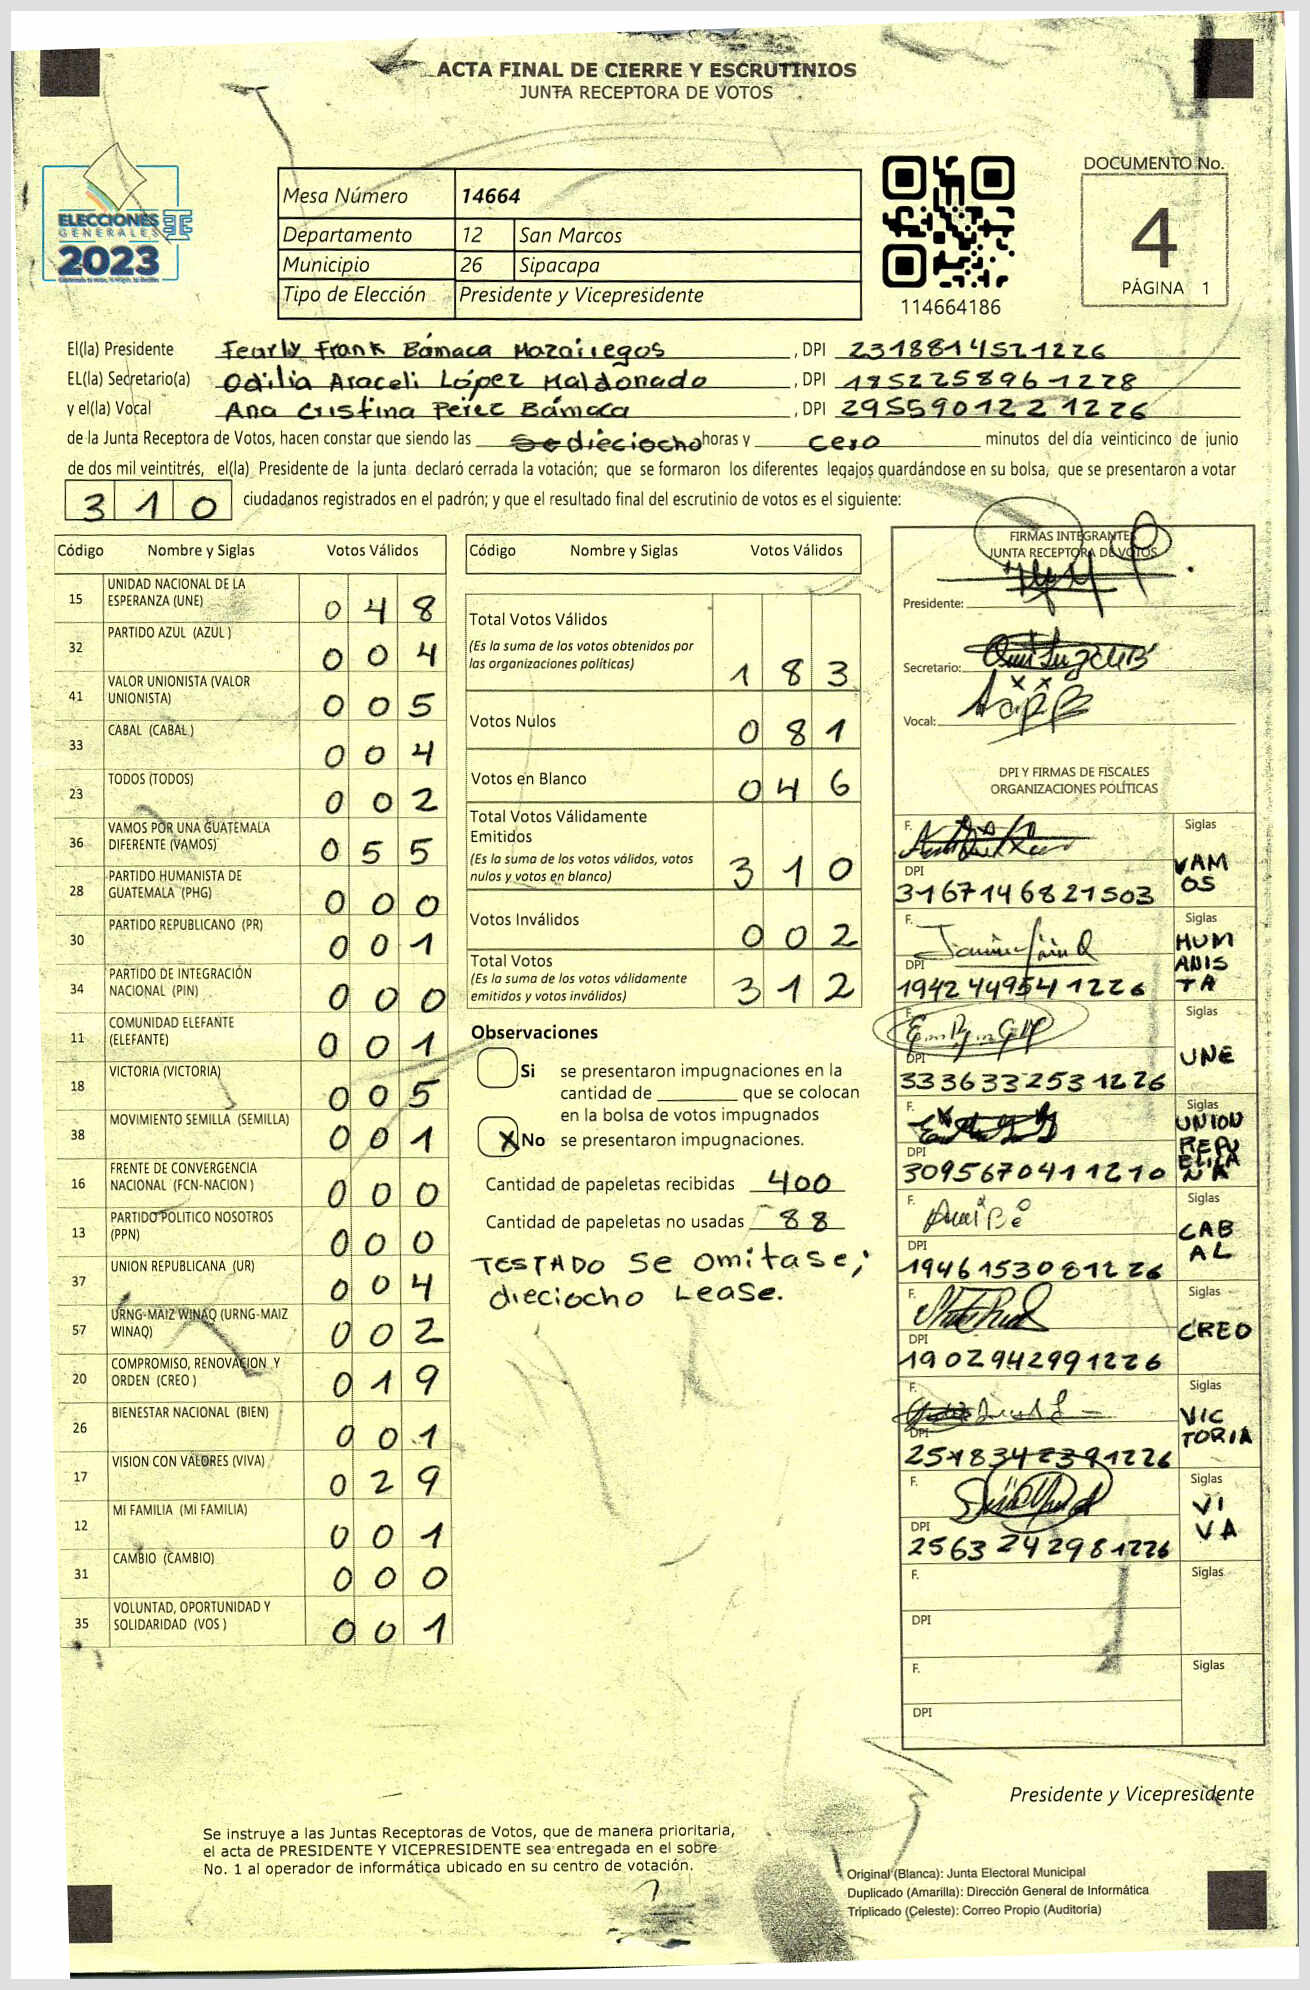 ACTA FINAL DE CIERRE Y ESCRUTINIOS
JUNTA RECEPTORA DE VOTOS
ELECCIONES
GENERALES
2023
Mesa Número 14664
Departamento 12 San Marcos
Municipio 26 Sipacapa
Tipo de Elección Presidente y Vicepresidente
114664186
DOCUMENTO No.
4
PÁGINA 1
El(la) Presidente Fearly Frank Bámaca Mazariegos, DPI 2318814521226
EL(la) Secretario(a) Odilia Araceli López Maldonado, DPI 1852258961228
y el(la) Vocal Ana Cristina Perez Bámaca, DPI 2955901221226
de la Junta Receptora de Votos, hacen constar que siendo las dieciocho horas y cero minutos del día veinticinco de junio
de dos mil veintitrés, el(la) Presidente de la junta declaró cerrada la votación; que se formaron los diferentes legajos guardándose en su bolsa, que se presentaron a votar
310 ciudadanos registrados en el padrón; y que el resultado final del escrutinio de votos es el siguiente:
Código Nombre y Siglas Votos Válidos
15 UNIDAD NACIONAL DE LA ESPERANZA (UNE) 048
32 PARTIDO AZUL (AZUL ) 004
41 VALOR UNIONISTA (VALOR UNIONISTA) 005
33 CABAL (CABAL ) 004
23 TODOS (TODOS) 002
36 VAMOS POR UNA GUATEMALA DIFERENTE (VAMOS) 055
28 PARTIDO HUMANISTA DE GUATEMALA (PHG) 000
30 PARTIDO REPUBLICANO (PR) 001
34 PARTIDO DE INTEGRACIÓN NACIONAL (PIN) 000
11 COMUNIDAD ELEFANTE (ELEFANTE) 001
18 VICTORIA (VICTORIA) 005
38 MOVIMIENTO SEMILLA (SEMILLA) 001
16 FRENTE DE CONVERGENCIA NACIONAL (FCN-NACION ) 000
13 PARTIDO POLITICO NOSOTROS (PPN) 000
37 UNION REPUBLICANA (UR) 004
57 URNG-MAIZ WINAQ (URNG-MAIZ WINAQ) 002
20 COMPROMISO, RENOVACION Y ORDEN (CREO ) 019
26 BIENESTAR NACIONAL (BIEN) 001
17 VISION CON VALORES (VIVA) 029
12 MI FAMILIA (MI FAMILIA) 001
31 CAMBIO (CAMBIO) 000
35 VOLUNTAD, OPORTUNIDAD Y SOLIDARIDAD (VOS ) 001
Código Nombre y Siglas Votos Válidos
Total Votos Válidos
(Es la suma de los votos obtenidos por las organizaciones políticas) 183
Votos Nulos 081
Votos en Blanco 046
Total Votos Válidamente Emitidos
(Es la suma de los votos válidos, votos nulos y votos en blanco) 310
Votos Inválidos 002
Total Votos
(Es la suma de los votos válidamente emitidos y votos inválidos) 312
Observaciones
Si se presentaron impugnaciones en la
cantidad de ________ que se colocan
en la bolsa de votos impugnados
X No se presentaron impugnaciones.
Cantidad de papeletas recibidas 400
Cantidad de papeletas no usadas 88
TESTADO Se omitase;
dieciocho Lease.
FIRMAS INTEGRANTES
JUNTA RECEPTORA DE VOTOS
Presidente:
Secretario:
Vocal:
DPI Y FIRMAS DE FISCALES
ORGANIZACIONES POLÍTICAS
F. Siglas VAMOS
DPI 3167146821503
F. Siglas HUMANISTA
DPI 1942449541226
F. Siglas UNE
DPI 3336332531226
F. Siglas UNION REPUBLICANA
DPI 3095670411210
F. Siglas CABAL
DPI 1946153081226
F. Siglas CREO
DPI 1902942991226
F. Siglas VICTORIA
DPI 2518342391226
F. Siglas VIVA
DPI 2563242981226
F. Siglas
DPI
F. Siglas
DPI
Presidente y Vicepresidente
Se instruye a las Juntas Receptoras de Votos, que de manera prioritaria,
el acta de PRESIDENTE Y VICEPRESIDENTE sea entregada en el sobre
No. 1 al operador de informática ubicado en su centro de votación.
Original (Blanca): Junta Electoral Municipal
Duplicado (Amarilla): Dirección General de Informática
Triplicado (Celeste): Correo Propio (Auditoría)